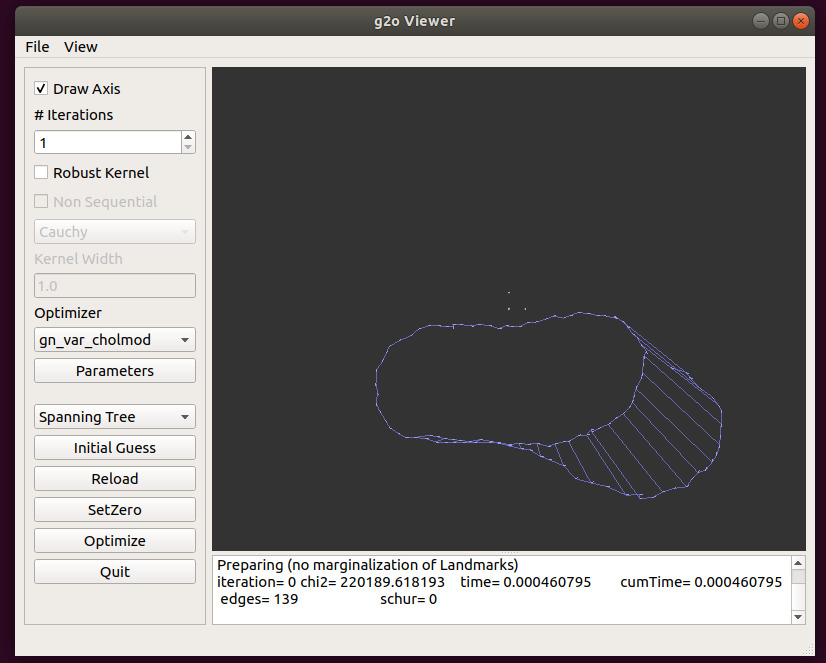 g2o Viewer
File View
Draw Axis
# Iterations
1
Robust Kernel
Non Sequential
Cauchy
Kernel Width
1.0
Optimizer
gn_var_cholmod
Parameters
Spanning Tree
Initial Guess
Reload
SetZero
Optimize
Quit
Preparing (no marginalization of Landmarks)
iteration= 0 chi2= 220189.618193 time= 0.000460795 cumTime= 0.000460795
edges= 139 schur= 0